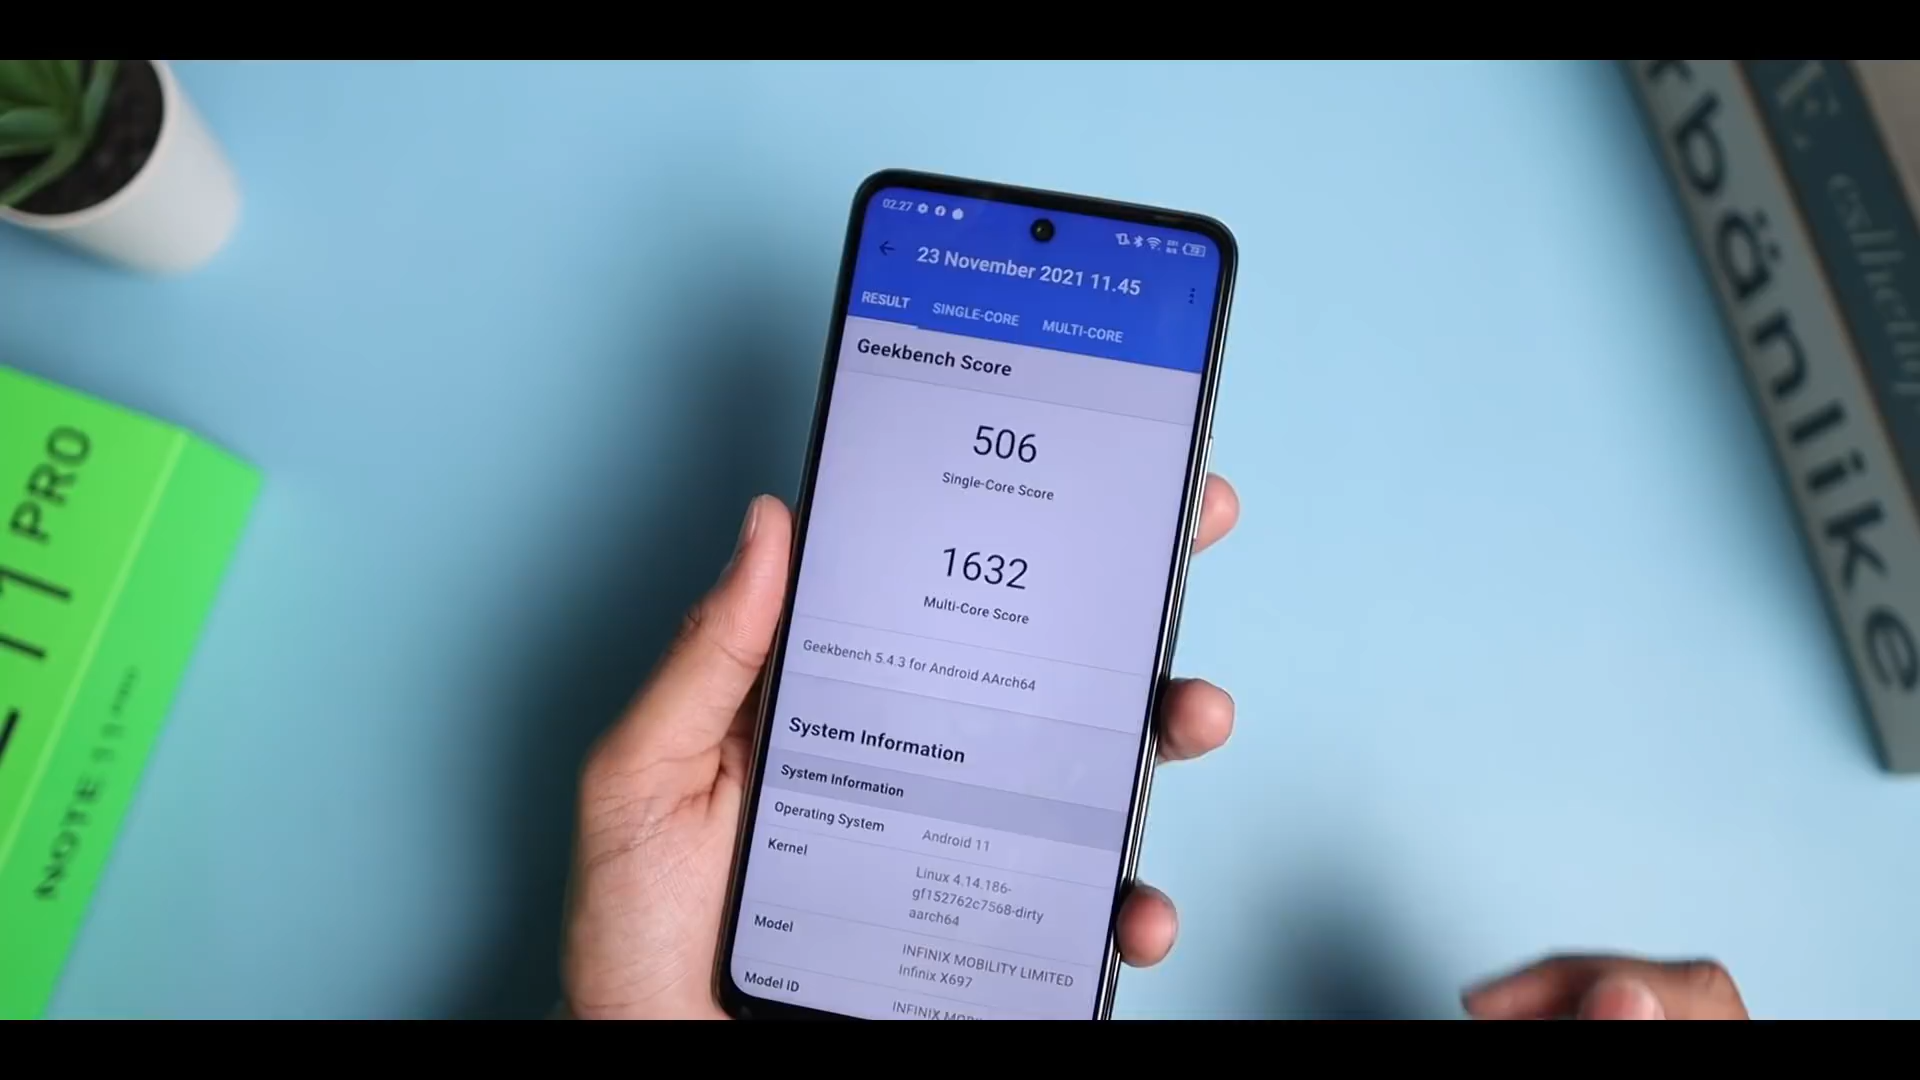 02.27
23 November 2021 11.45
RESULT SINGLE-CORE MULTI-CORE
Geekbench Score
506
Single-Core Score
1632
Multi-Core Score
Geekbench 5.4.3 for Android AArch64
System Information
System Information
Operating System Android 11
Kernel Linux 4.14.186-
gf152762c7568-dirty
aarch64
Model INFINIX MOBILITY LIMITED
Infinix X697
Model ID
11 PRO
NOTE 11
rbänlike